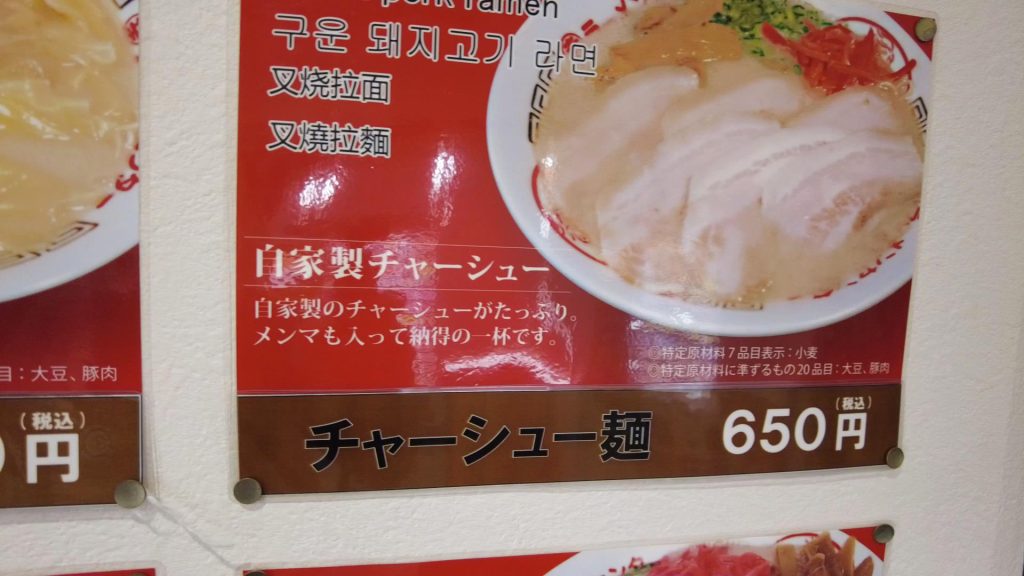 pork ramen
구운 돼지고기 라면
叉烧拉面
叉燒拉麵
自家製チャーシュー
自家製のチャーシューがたっぷり。
メンマも入って納得の一杯です。
◎特定原材料7品目表示：小麦
◎特定原材料に準ずるもの20品目：大豆、豚肉
チャーシュー麺
(税込)
650円
目：大豆、豚肉
(税込)
円